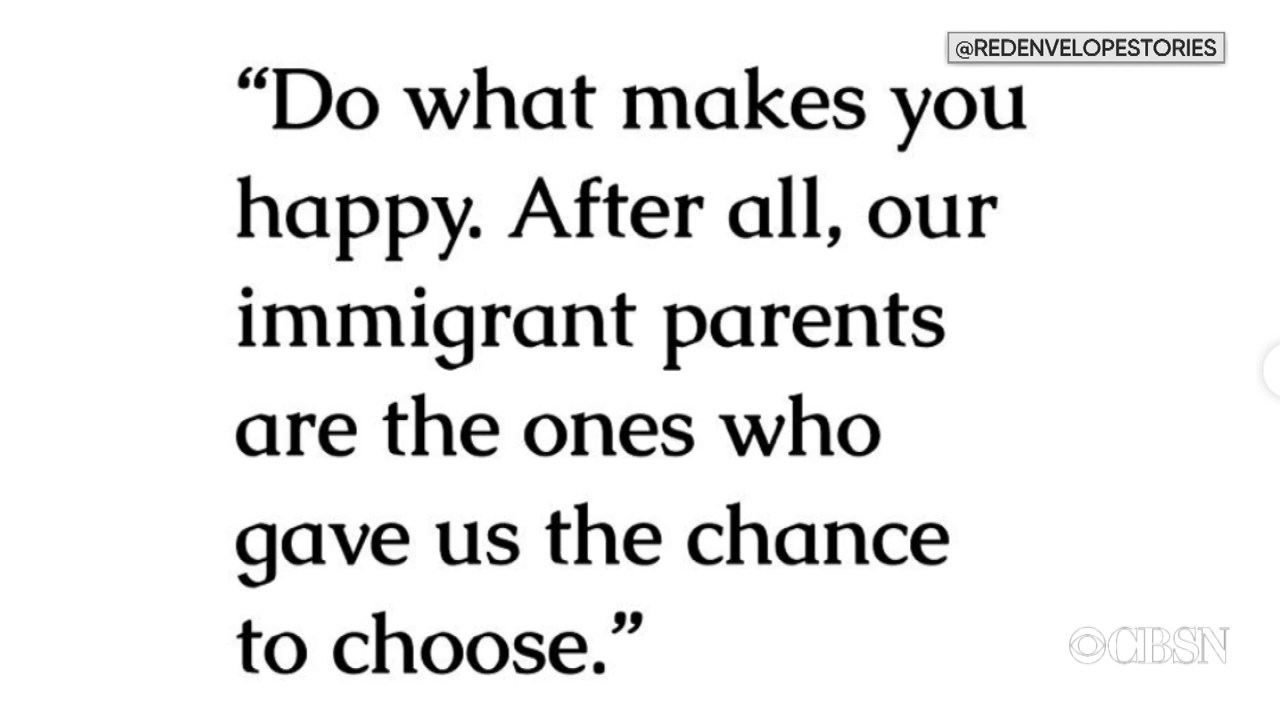 @REDENVELOPESTORIES
“Do what makes you
happy. After all, our
immigrant parents
are the ones who
gave us the chance
to choose.”
CBSN